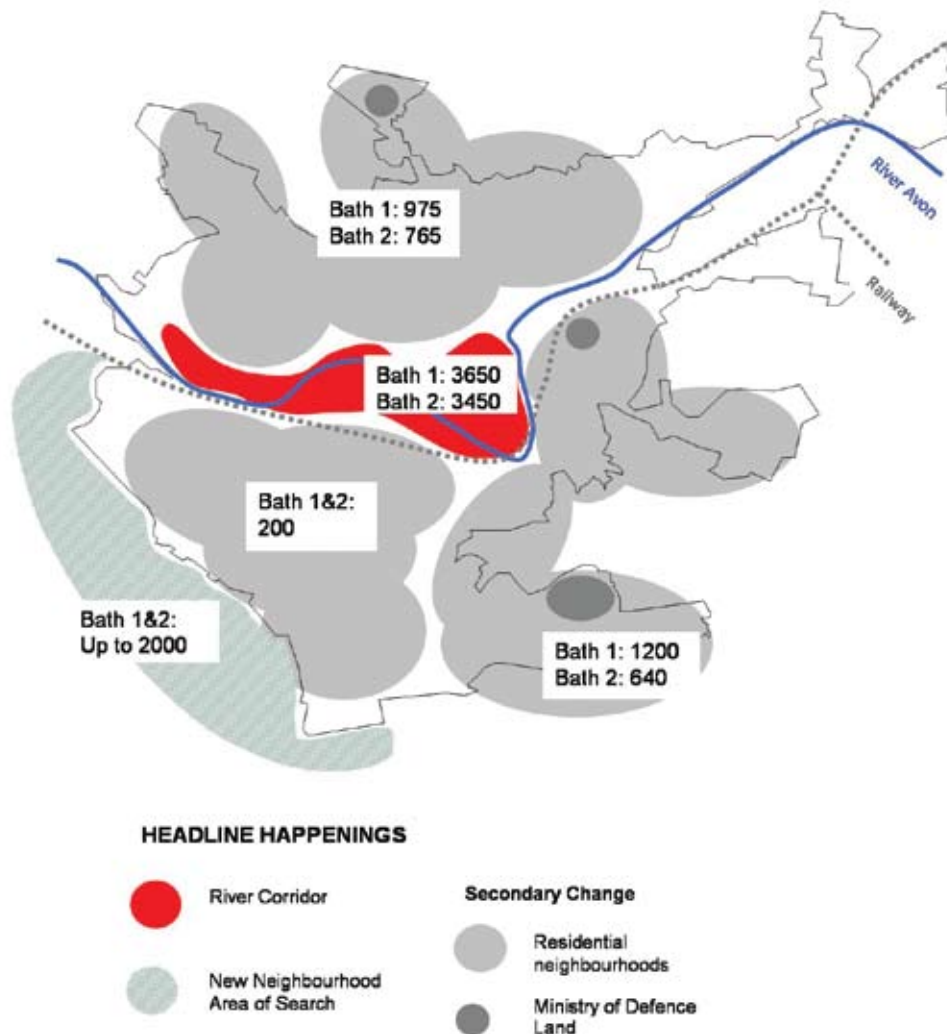 River Avon
Railway
Bath 1: 975
Bath 2: 765
Bath 1: 3650
Bath 2: 3450
Bath 1&2:
200
Bath 1&2:
Up to 2000
Bath 1: 1200
Bath 2: 640
HEADLINE HAPPENINGS
River Corridor
New Neighbourhood
Area of Search
Secondary Change
Residential
neighbourhoods
Ministry of Defence
Land